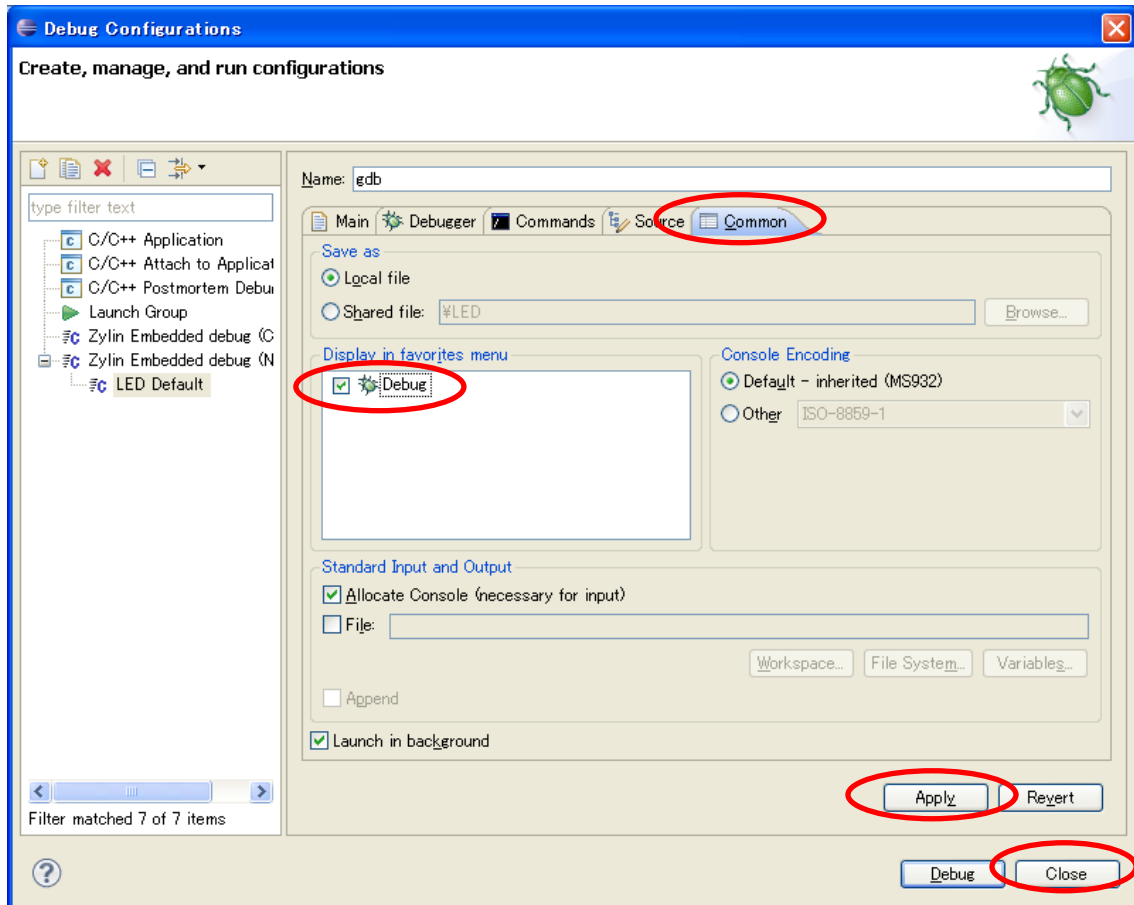 Debug Configurations
Create, manage, and run configurations
type filter text
C/C++ Application
C/C++ Attach to Applicat
C/C++ Postmortem Debu
Launch Group
Zylin Embedded debug (C
Zylin Embedded debug (N
LED Default
Filter matched 7 of 7 items
Name: gdb
Main Debugger Commands Source Common
Save as
Local file
Shared file: ¥LED Browse...
Display in favorites menu
Debug
Console Encoding
Default - inherited (MS932)
Other ISO-8859-1
Standard Input and Output
Allocate Console (necessary for input)
File:
Workspace... File System... Variables...
Append
Launch in background
Apply Revert
Debug Close